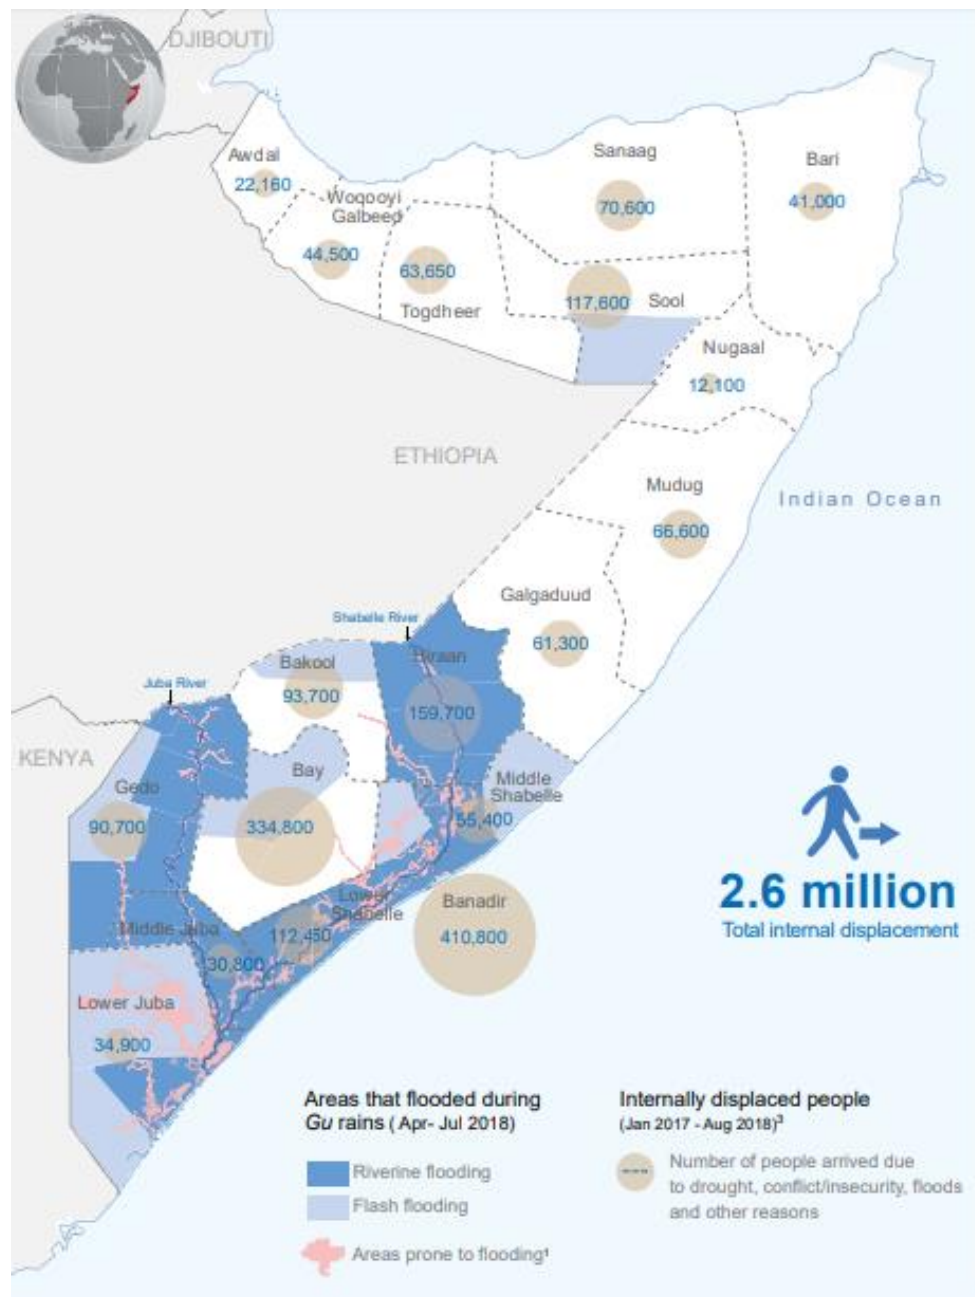 DJIBOUTI
Awdal
22,160
Woqooyi
Galbeed
44,500
63,650
Togdheer
Sanaag
70,600
Bari
41,000
117,600
Sool
Nugaal
12,100
ETHIOPIA
Mudug
66,600
Indian Ocean
Galgaduud
61,300
Shabelle River
Hiraan
159,700
Bakool
93,700
Juba River
KENYA
Gedo
90,700
Bay
334,800
Middle
Shabelle
55,400
Lower
Shabelle
112,450
Banadir
410,800
Middle Juba
30,800
Lower Juba
34,900
2.6 million
Total internal displacement
Areas that flooded during
Gu rains ( Apr- Jul 2018)
Riverine flooding
Flash flooding
Areas prone to flooding⁴
Internally displaced people
(Jan 2017 - Aug 2018)³
Number of people arrived due
to drought, conflict/insecurity, floods
and other reasons